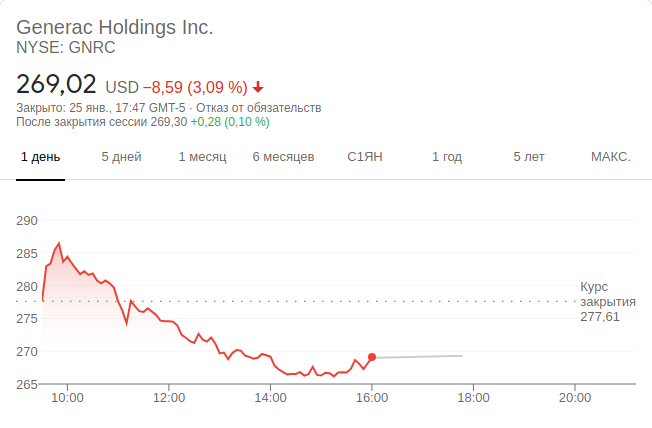 Generac Holdings Inc.
NYSE: GNRC
269,02 USD −8,59 (3,09 %)
Закрыто: 25 янв., 17:47 GMT-5 · Отказ от обязательств
После закрытия сессии 269,30 +0,28 (0,10 %)
1 день 5 дней 1 месяц 6 месяцев С1ЯН 1 год 5 лет МАКС.
290
285
280
275
270
265
Курс
закрытия
277,61
10:00 12:00 14:00 16:00 18:00 20:00